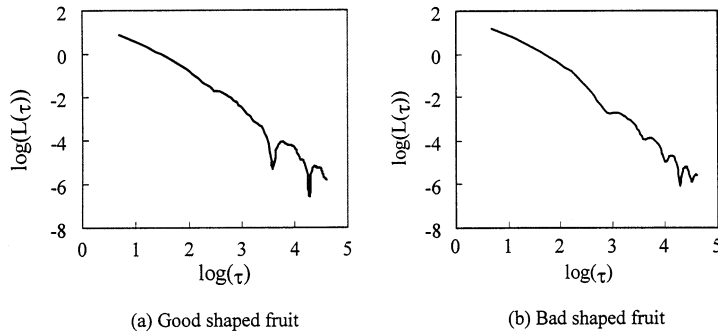 2
0
-2
-4
-6
-8
log(L(τ))
0 1 2 3 4 5
log(τ)
(a) Good shaped fruit
2
0
-2
-4
-6
-8
log(L(τ))
0 1 2 3 4 5
log(τ)
(b) Bad shaped fruit